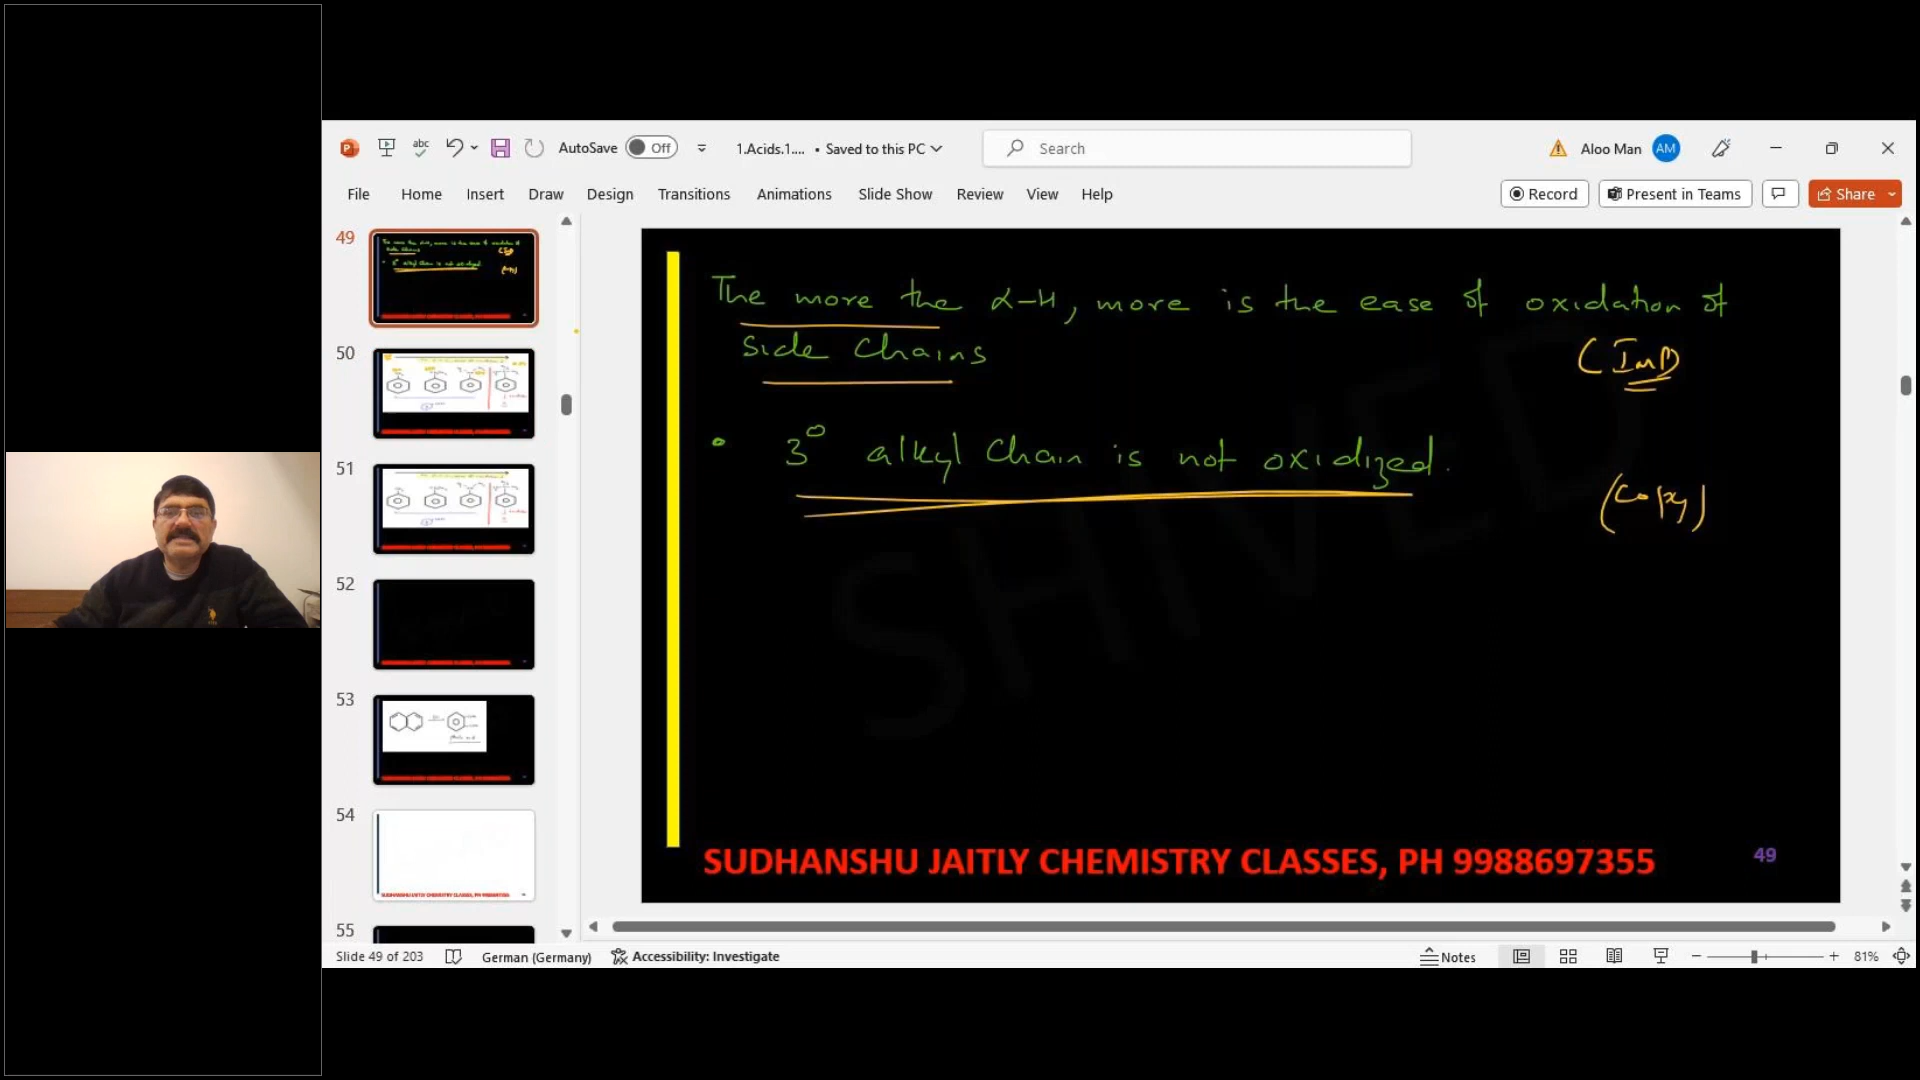 AutoSave Off 1.Acids.1.... • Saved to this PC Search Aloo Man AM
File Home Insert Draw Design Transitions Animations Slide Show Review View Help Record Present in Teams Share
49
50
51
52
53
54
55
The more the α-H, more is the ease of oxidation of
side chains
(Imp)
• 3° alkyl chain is not oxidized.
(copy)
SHIVED
SUDHANSHU JAITLY CHEMISTRY CLASSES, PH 9988697355 49
Slide 49 of 203 German (Germany) Accessibility: Investigate Notes 81%